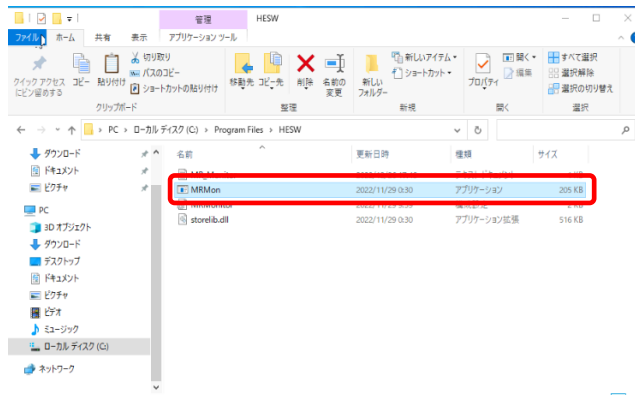 管理
HESW
ファイル
ホーム
共有
表示
アプリケーション ツール
クイック アクセスにピン留めする
コピー
貼り付け
切り取り
パスのコピー
ショートカットの貼り付け
クリップボード
移動先
コピー先
削除
名前の変更
整理
新しいフォルダー
新しいアイテム
ショートカット
新規
プロパティ
開く
編集
開く
すべて選択
選択解除
選択の切り替え
選択
PC › ローカル ディスク (C:) › Program Files › HESW
ダウンロード
ドキュメント
ピクチャ
PC
3D オブジェクト
ダウンロード
デスクトップ
ドキュメント
ピクチャ
ビデオ
ミュージック
ローカル ディスク (C:)
ネットワーク
名前
更新日時
種類
サイズ
MRMon
2022/11/29 0:30
アプリケーション
205 KB
storelib.dll
2022/11/29 0:30
アプリケーション拡張
516 KB